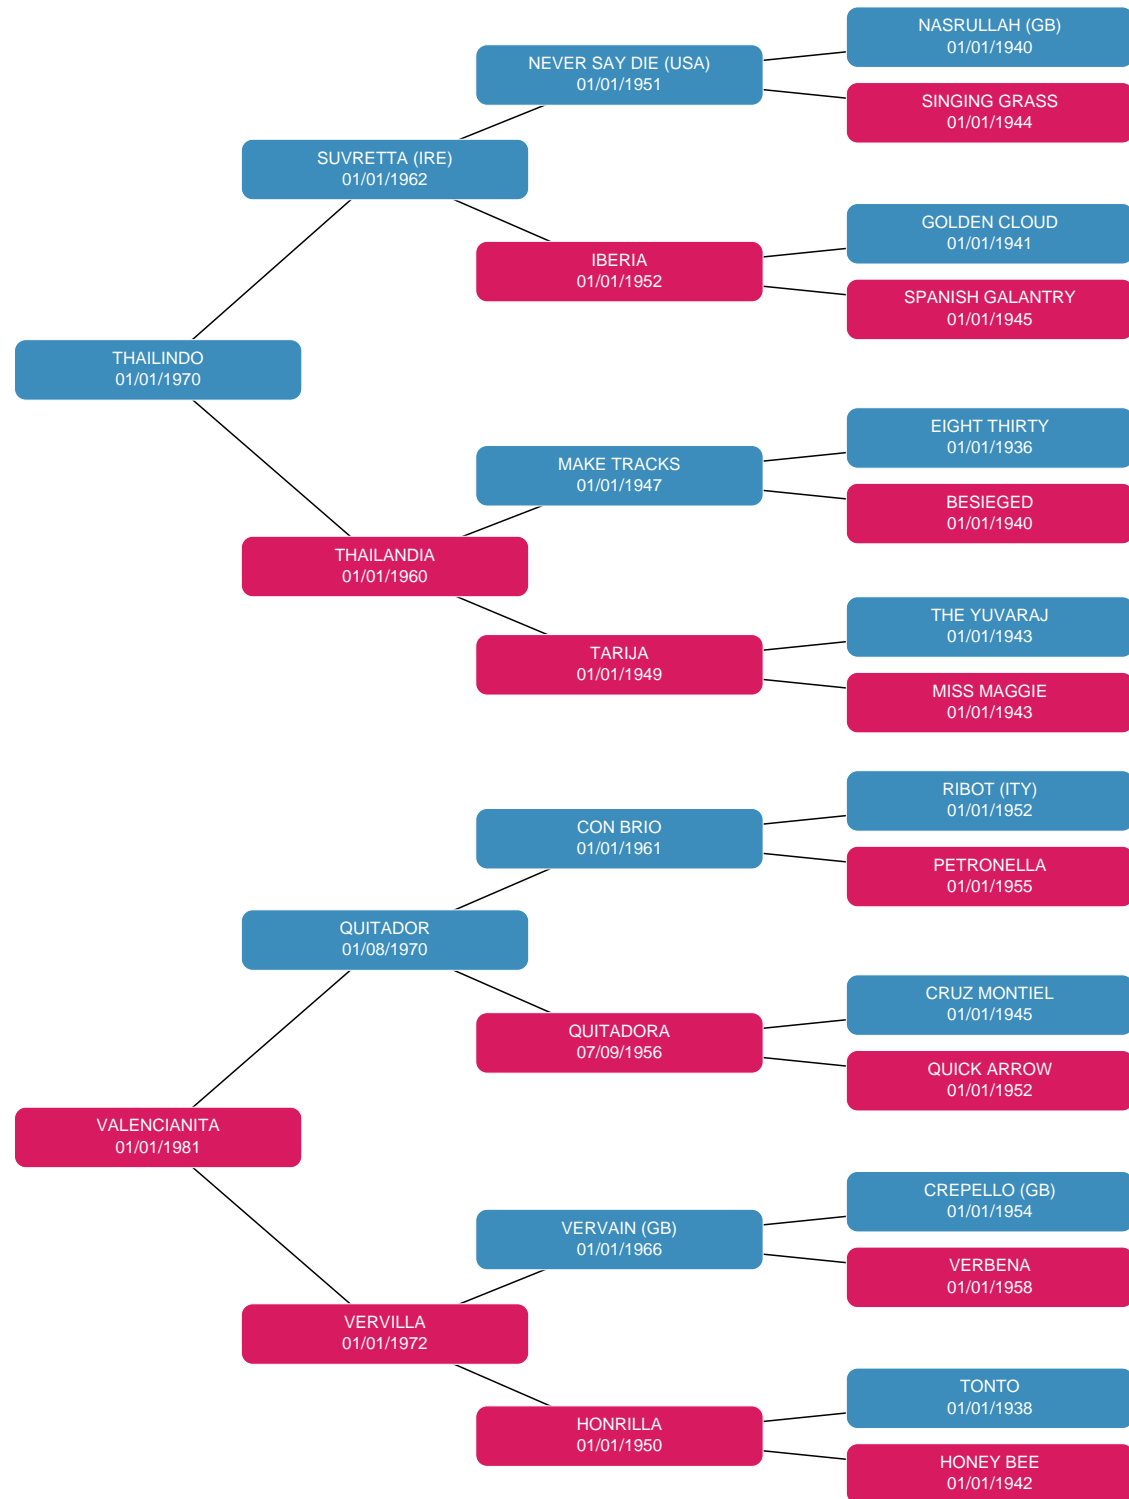 NASRULLAH (GB)
01/01/1940
NEVER SAY DIE (USA)
01/01/1951
SINGING GRASS
01/01/1944
SUVRETTA (IRE)
01/01/1962
GOLDEN CLOUD
01/01/1941
IBERIA
01/01/1952
SPANISH GALANTRY
01/01/1945
THAILINDO
01/01/1970
EIGHT THIRTY
01/01/1936
MAKE TRACKS
01/01/1947
BESIEGED
01/01/1940
THAILANDIA
01/01/1960
THE YUVARAJ
01/01/1943
TARIJA
01/01/1949
MISS MAGGIE
01/01/1943
RIBOT (ITY)
01/01/1952
CON BRIO
01/01/1961
PETRONELLA
01/01/1955
QUITADOR
01/08/1970
CRUZ MONTIEL
01/01/1945
QUITADORA
07/09/1956
QUICK ARROW
01/01/1952
VALENCIANITA
01/01/1981
CREPELLO (GB)
01/01/1954
VERVAIN (GB)
01/01/1966
VERBENA
01/01/1958
VERVILLA
01/01/1972
TONTO
01/01/1938
HONRILLA
01/01/1950
HONEY BEE
01/01/1942